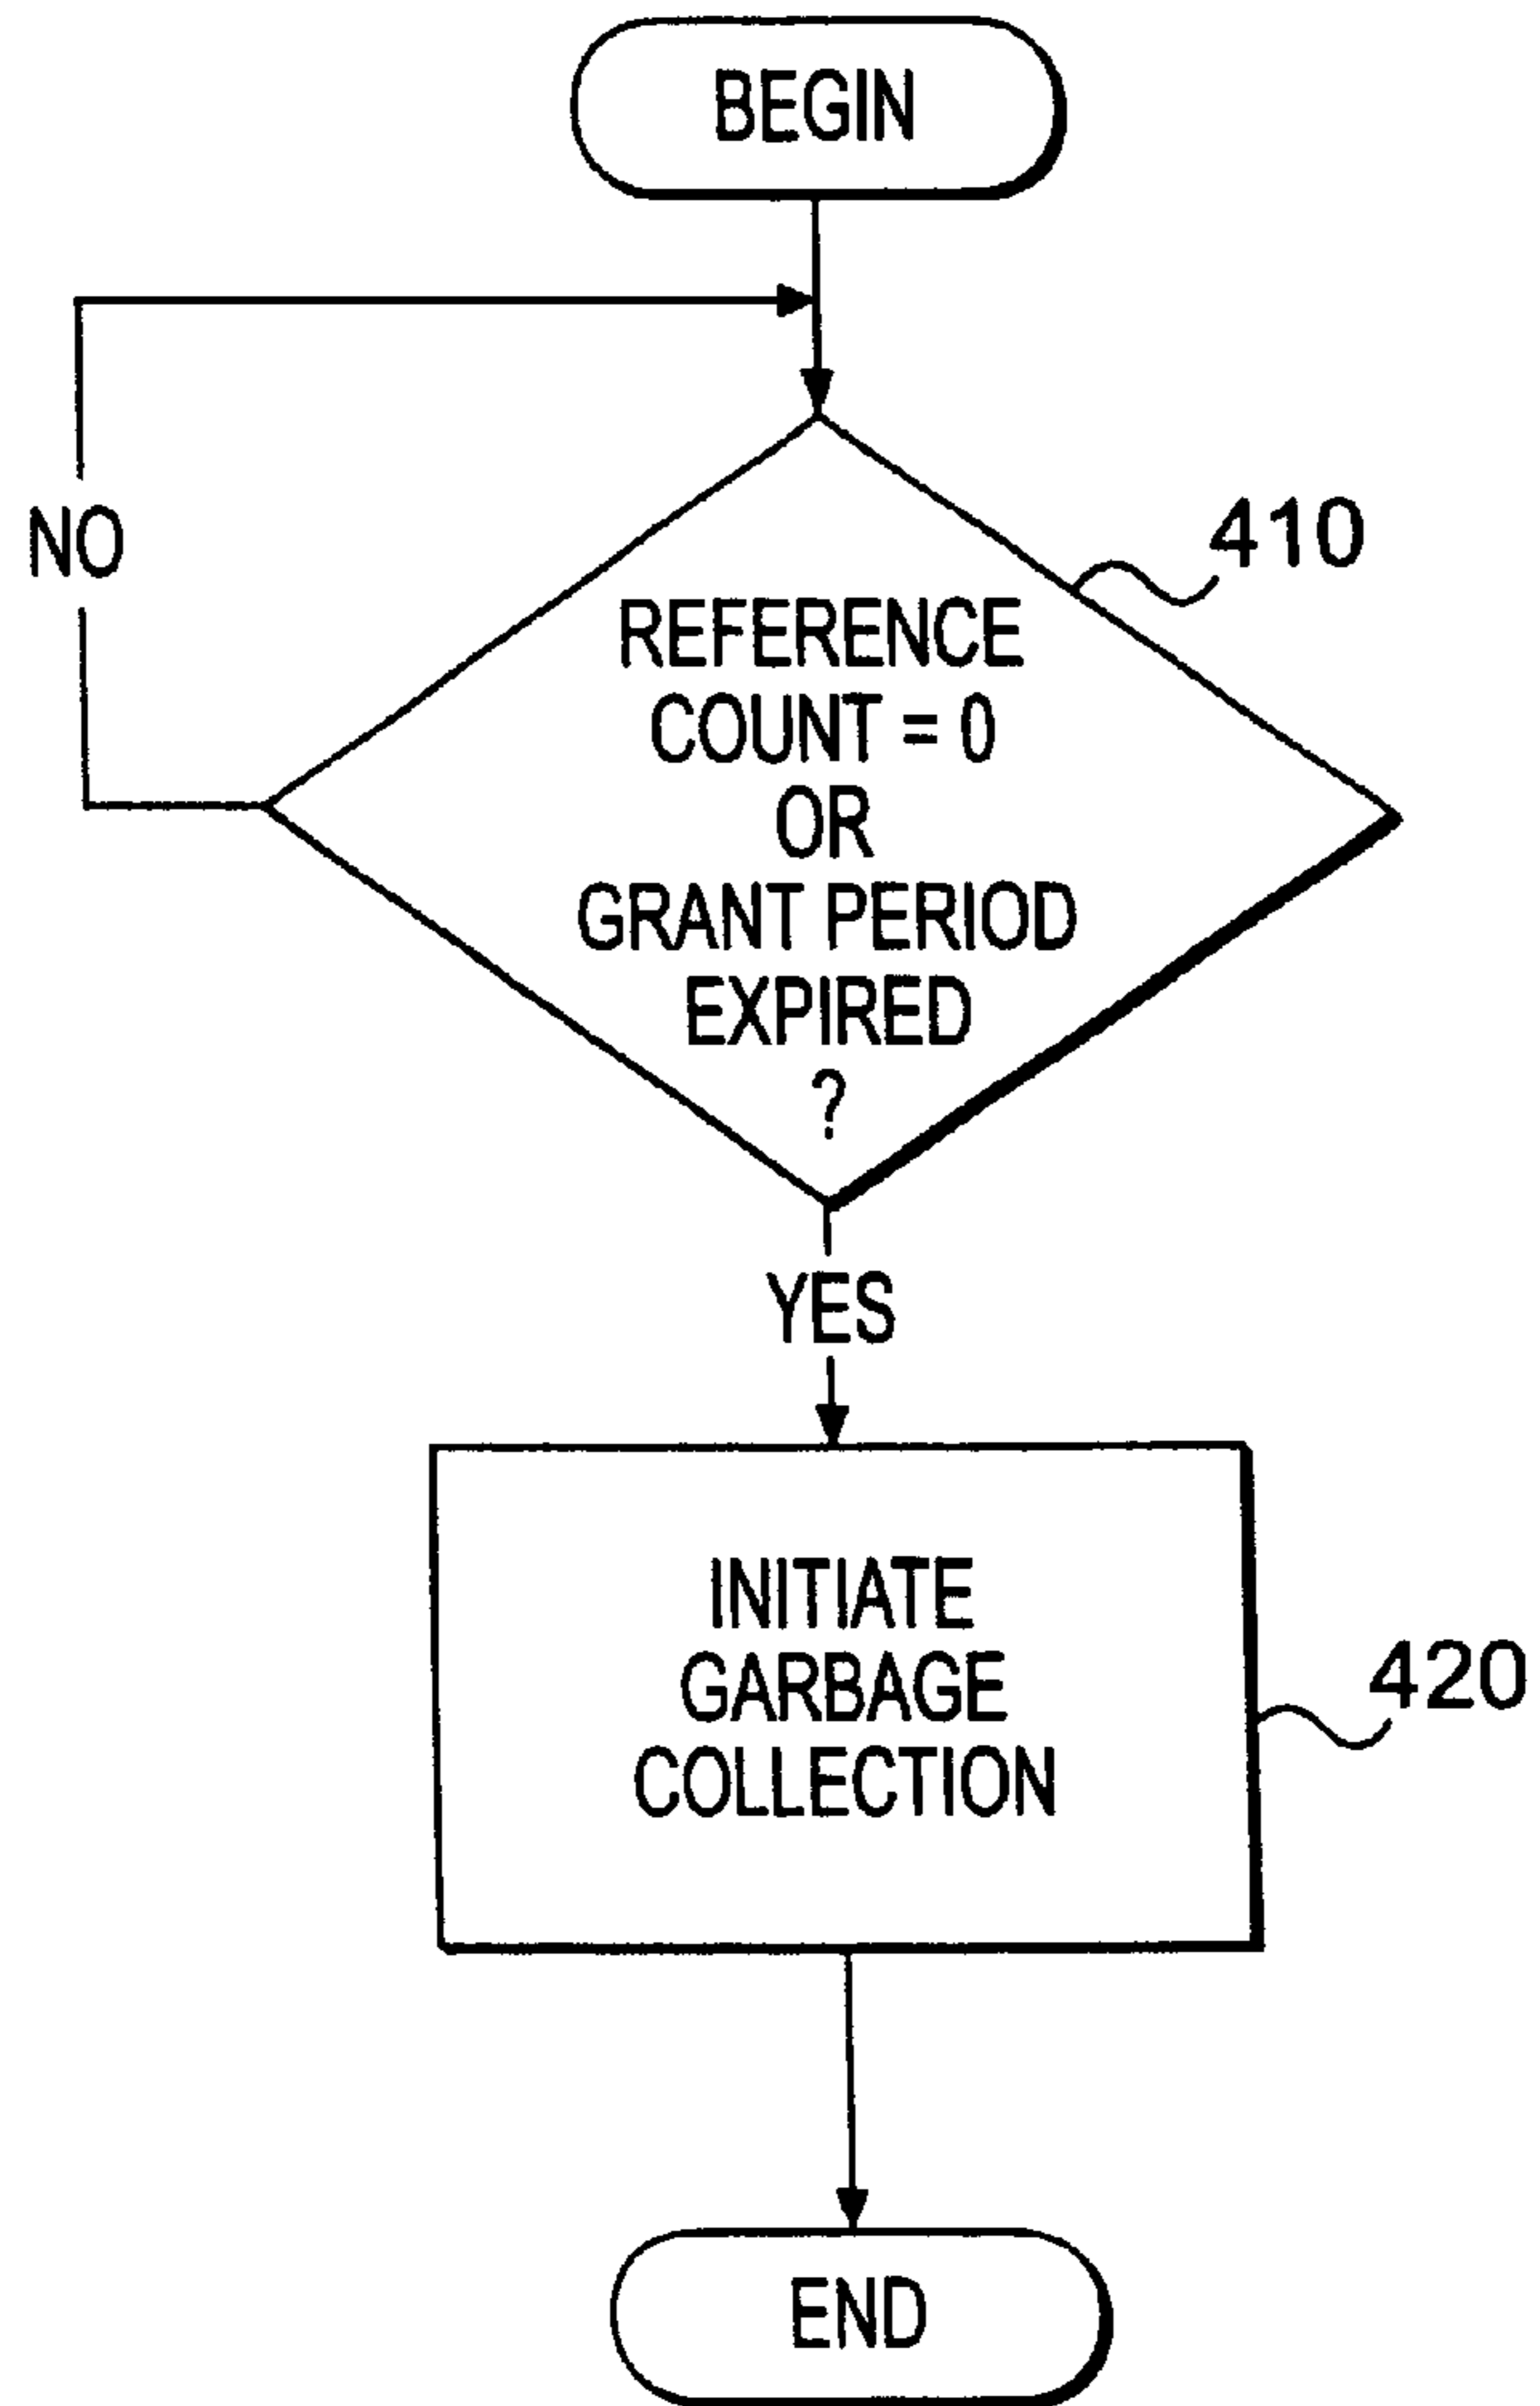 BEGIN
NO
410
REFERENCE
COUNT = 0
OR
GRANT PERIOD
EXPIRED
?
YES
INITIATE
GARBAGE
COLLECTION
420
END